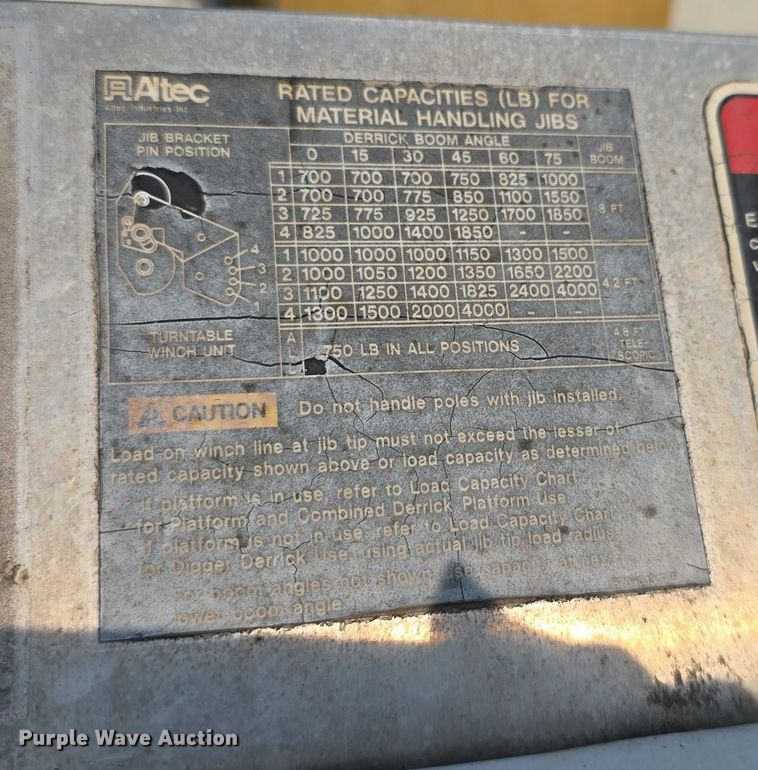 Altec
Altec Industries Inc.
RATED CAPACITIES (LB) FOR
MATERIAL HANDLING JIBS
JIB BRACKET
PIN POSITION
DERRICK BOOM ANGLE
JIB
BOOM
0 15 30 45 60 75
1 700 700 700 750 825 1000
2 700 700 775 850 1100 1550
3 725 775 925 1250 1700 1850
4 825 1000 1400 1850 - -
8 FT
1 1000 1000 1000 1150 1300 1500
2 1000 1050 1200 1350 1650 2200
3 1100 1250 1400 1825 2400 4000
4 1300 1500 2000 4000 - -
4.2 FT
4
3
2
1
TURNTABLE
WINCH UNIT
A
L
L
750 LB IN ALL POSITIONS
4.8 FT
TELE-
SCOPIC
CAUTION
Do not handle poles with jib installed.
Load on winch line at jib tip must not exceed the lesser of
rated capacity shown above or load capacity as determined below
* If platform is in use, refer to Load Capacity Chart
for Platform and Combined Derrick Platform Use.
* If platform is not in use, refer to Load Capacity Chart
for Digger Derrick Use, using actual jib tip load radius.
For boom angles not shown, use capacity at next
lower boom angle
E
C
V
Purple Wave Auction